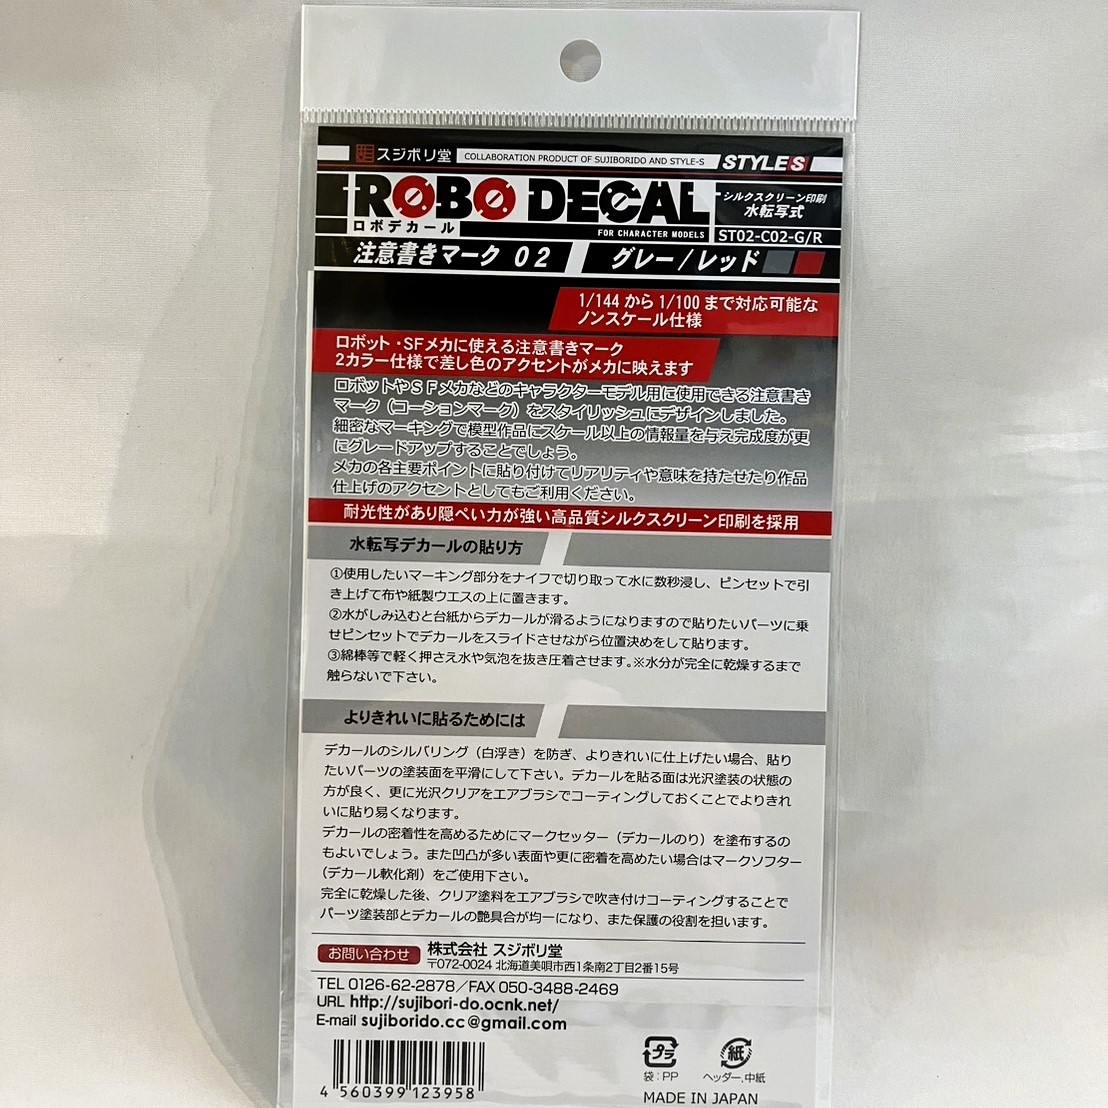 スジボリ堂 COLLABORATION PRODUCT OF SUJIBORIDO AND STYLE-S STYLE S
ROBO DECAL
ロボデカール
FOR CHARACTER MODELS
シルクスクリーン印刷
水転写式
ST02-C02-G/R
注意書きマーク 02 グレー/レッド
1/144から1/100まで対応可能な
ノンスケール仕様
ロボット・SFメカに使える注意書きマーク
2カラー仕様で差し色のアクセントがメカに映えます
ロボットやSFメカなどのキャラクターモデル用に使用できる注意書き
マーク（コーションマーク）をスタイリッシュにデザインしました。
細密なマーキングで模型作品にスケール以上の情報量を与え完成度が更
にグレードアップすることでしょう。
メカの各主要ポイントに貼り付けてリアリティや意味を持たせたり作品
仕上げのアクセントとしてもご利用ください。
耐光性があり隠ぺい力が強い高品質シルクスクリーン印刷を採用
水転写デカールの貼り方
①使用したいマーキング部分をナイフで切り取って水に数秒浸し、ピンセットで引
き上げて布や紙製ウエスの上に置きます。
②水がしみ込むと台紙からデカールが滑るようになりますので貼りたいパーツに乗
せピンセットでデカールをスライドさせながら位置決めをして貼ります。
③綿棒等で軽く押さえ水や気泡を抜き圧着させます。※水分が完全に乾燥するまで
触らないで下さい。
よりきれいに貼るためには
デカールのシルバリング（白浮き）を防ぎ、よりきれいに仕上げたい場合、貼り
たいパーツの塗装面を平滑にして下さい。デカールを貼る面は光沢塗装の状態の
方が良く、更に光沢クリアをエアブラシでコーティングしておくことでよりきれ
いに貼り易くなります。
デカールの密着性を高めるためにマークセッター（デカールのり）を塗布するの
もよいでしょう。また凹凸が多い表面や更に密着を高めたい場合はマークソフター
（デカール軟化剤）をご使用下さい。
完全に乾燥した後、クリア塗料をエアブラシで吹き付けコーティングすることで
パーツ塗装部とデカールの艶具合が均一になり、また保護の役割を担います。
お問い合わせ 株式会社 スジボリ堂
〒072-0024 北海道美唄市西1条南2丁目2番15号
TEL 0126-62-2878／FAX 050-3488-2469
URL http://sujibori-do.ocnk.net/
E-mail sujiborido.cc@gmail.com
4 560399 123958
プラ
袋：PP
紙
ヘッダー,中紙
MADE IN JAPAN